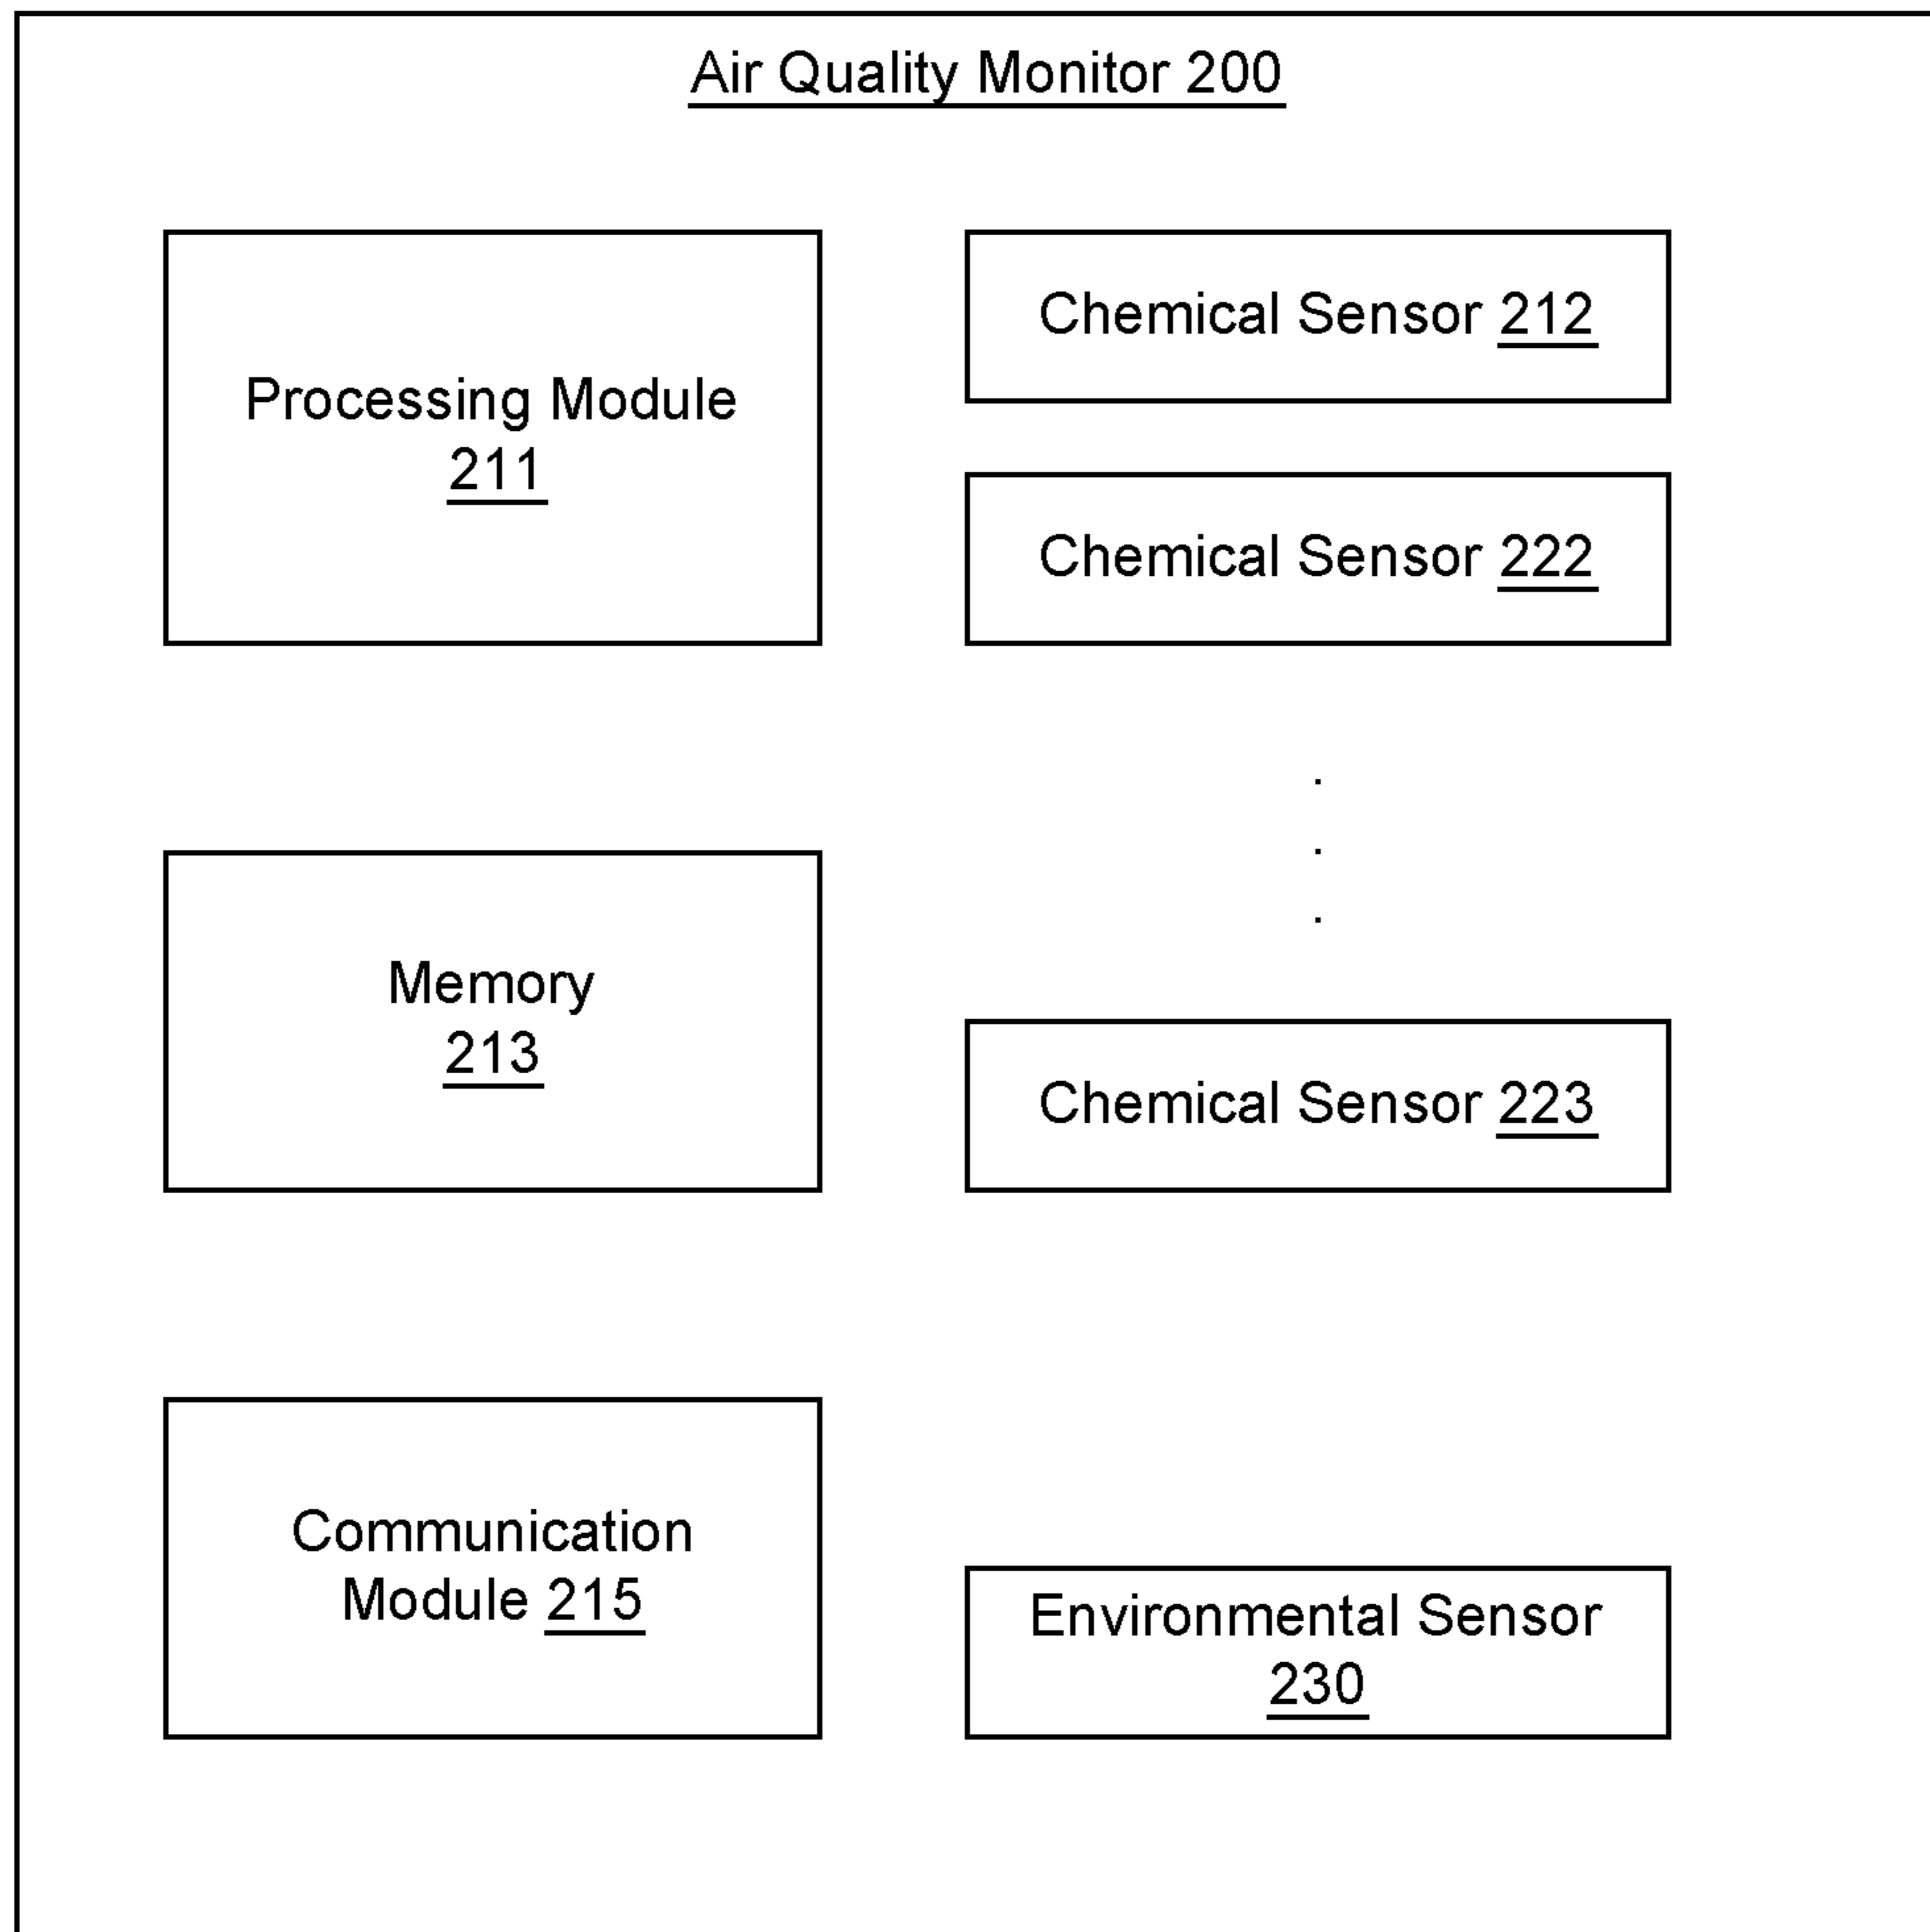 Air Quality Monitor 200
Processing Module
211
Chemical Sensor 212
Chemical Sensor 222
.
.
.
Memory
213
Chemical Sensor 223
Communication
Module 215
Environmental Sensor
230